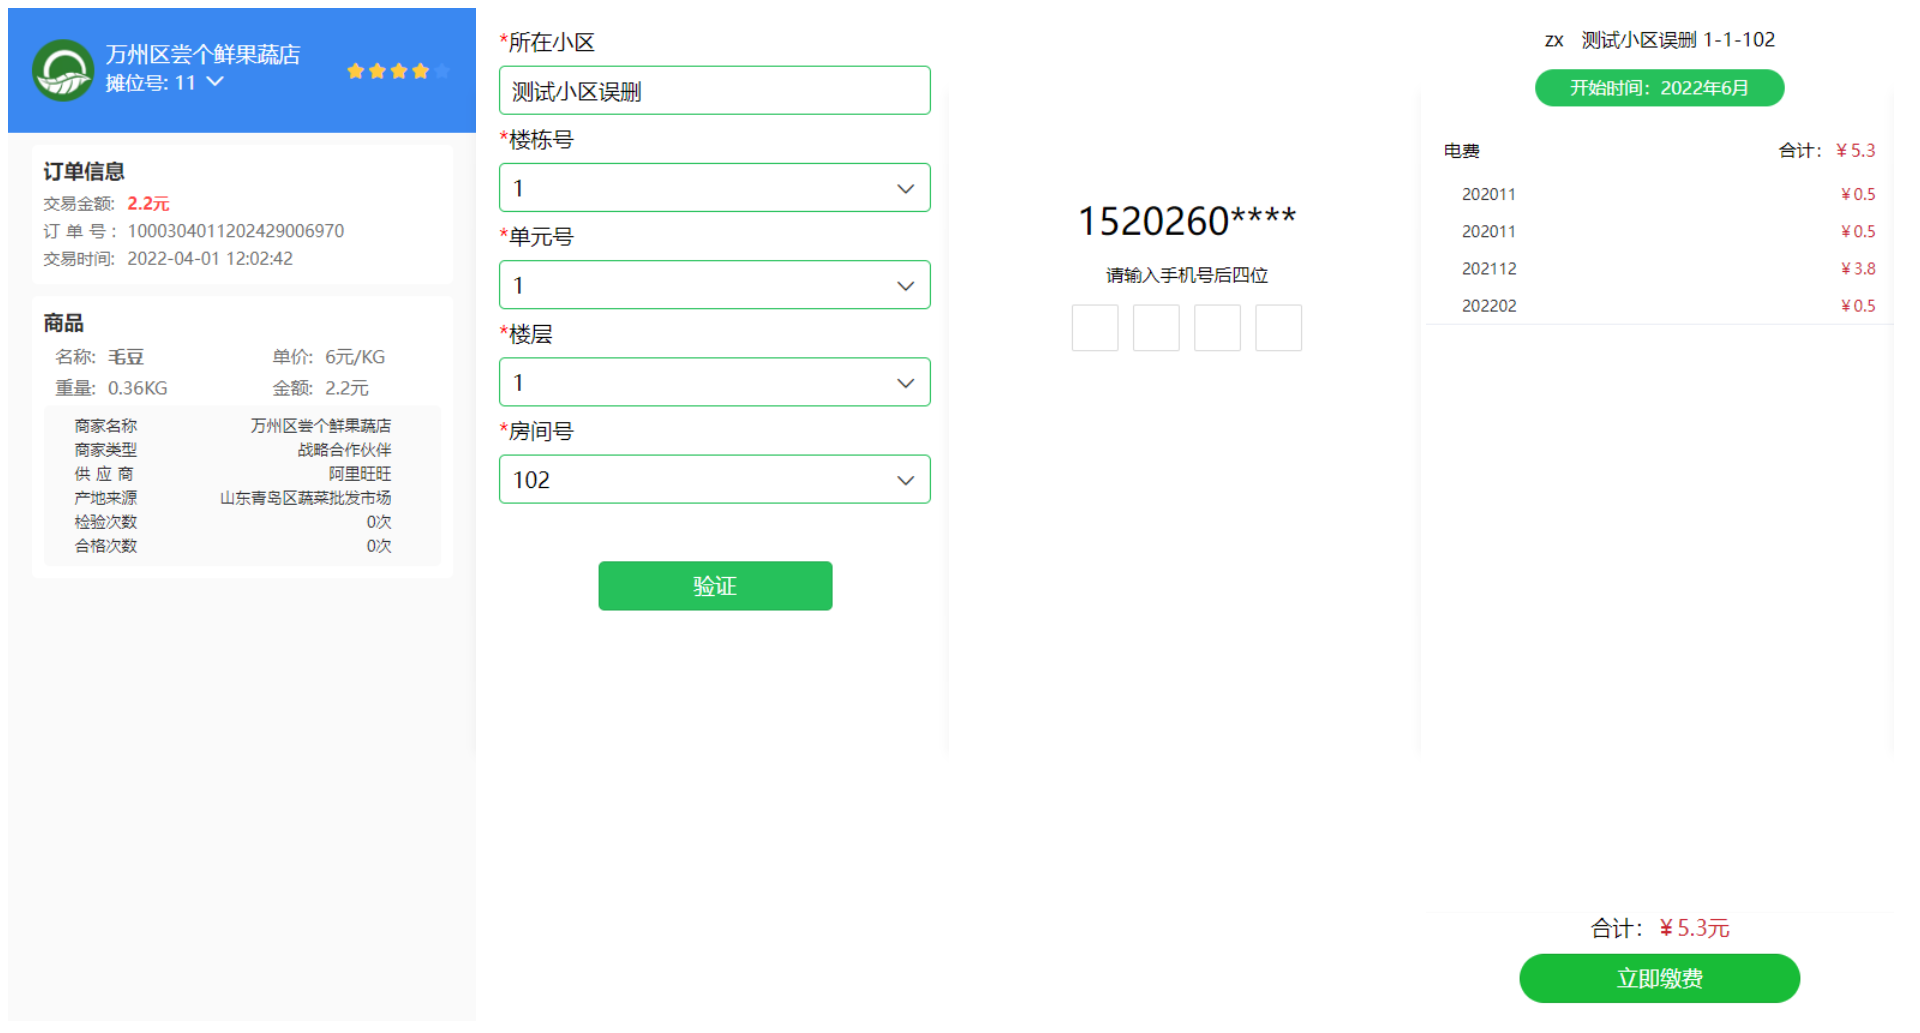 万州区尝个鲜果蔬店
摊位号: 11
订单信息
交易金额: 2.2元
订 单 号 : 1000304011202429006970
交易时间: 2022-04-01 12:02:42
商品
名称: 毛豆 单价: 6元/KG
重量: 0.36KG 金额: 2.2元
商家名称 万州区尝个鲜果蔬店
商家类型 战略合作伙伴
供 应 商 阿里旺旺
产地来源 山东青岛区蔬菜批发市场
检验次数 0次
合格次数 0次
*所在小区
测试小区误删
*楼栋号
1
*单元号
1
*楼层
1
*房间号
102
验证
1520260****
请输入手机号后四位
zx 测试小区误删 1-1-102
开始时间：2022年6月
电费 合计：￥5.3
202011 ￥0.5
202011 ￥0.5
202112 ￥3.8
202202 ￥0.5
合计：￥5.3元
立即缴费